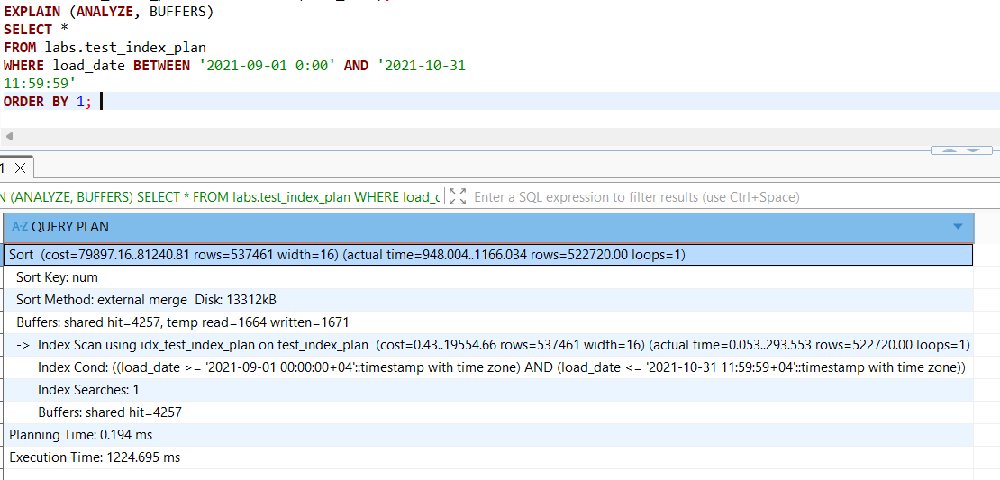 EXPLAIN (ANALYZE, BUFFERS)
SELECT *
FROM labs.test_index_plan
WHERE load_date BETWEEN '2021-09-01 0:00' AND '2021-10-31
11:59:59'
ORDER BY 1;
1
N (ANALYZE, BUFFERS) SELECT * FROM labs.test_index_plan WHERE load_c Enter a SQL expression to filter results (use Ctrl+Space)
A-Z QUERY PLAN
Sort (cost=79897.16..81240.81 rows=537461 width=16) (actual time=948.004..1166.034 rows=522720.00 loops=1)
Sort Key: num
Sort Method: external merge Disk: 13312kB
Buffers: shared hit=4257, temp read=1664 written=1671
-> Index Scan using idx_test_index_plan on test_index_plan (cost=0.43..19554.66 rows=537461 width=16) (actual time=0.053..293.553 rows=522720.00 loops=1)
Index Cond: ((load_date >= '2021-09-01 00:00:00+04'::timestamp with time zone) AND (load_date <= '2021-10-31 11:59:59+04'::timestamp with time zone))
Index Searches: 1
Buffers: shared hit=4257
Planning Time: 0.194 ms
Execution Time: 1224.695 ms